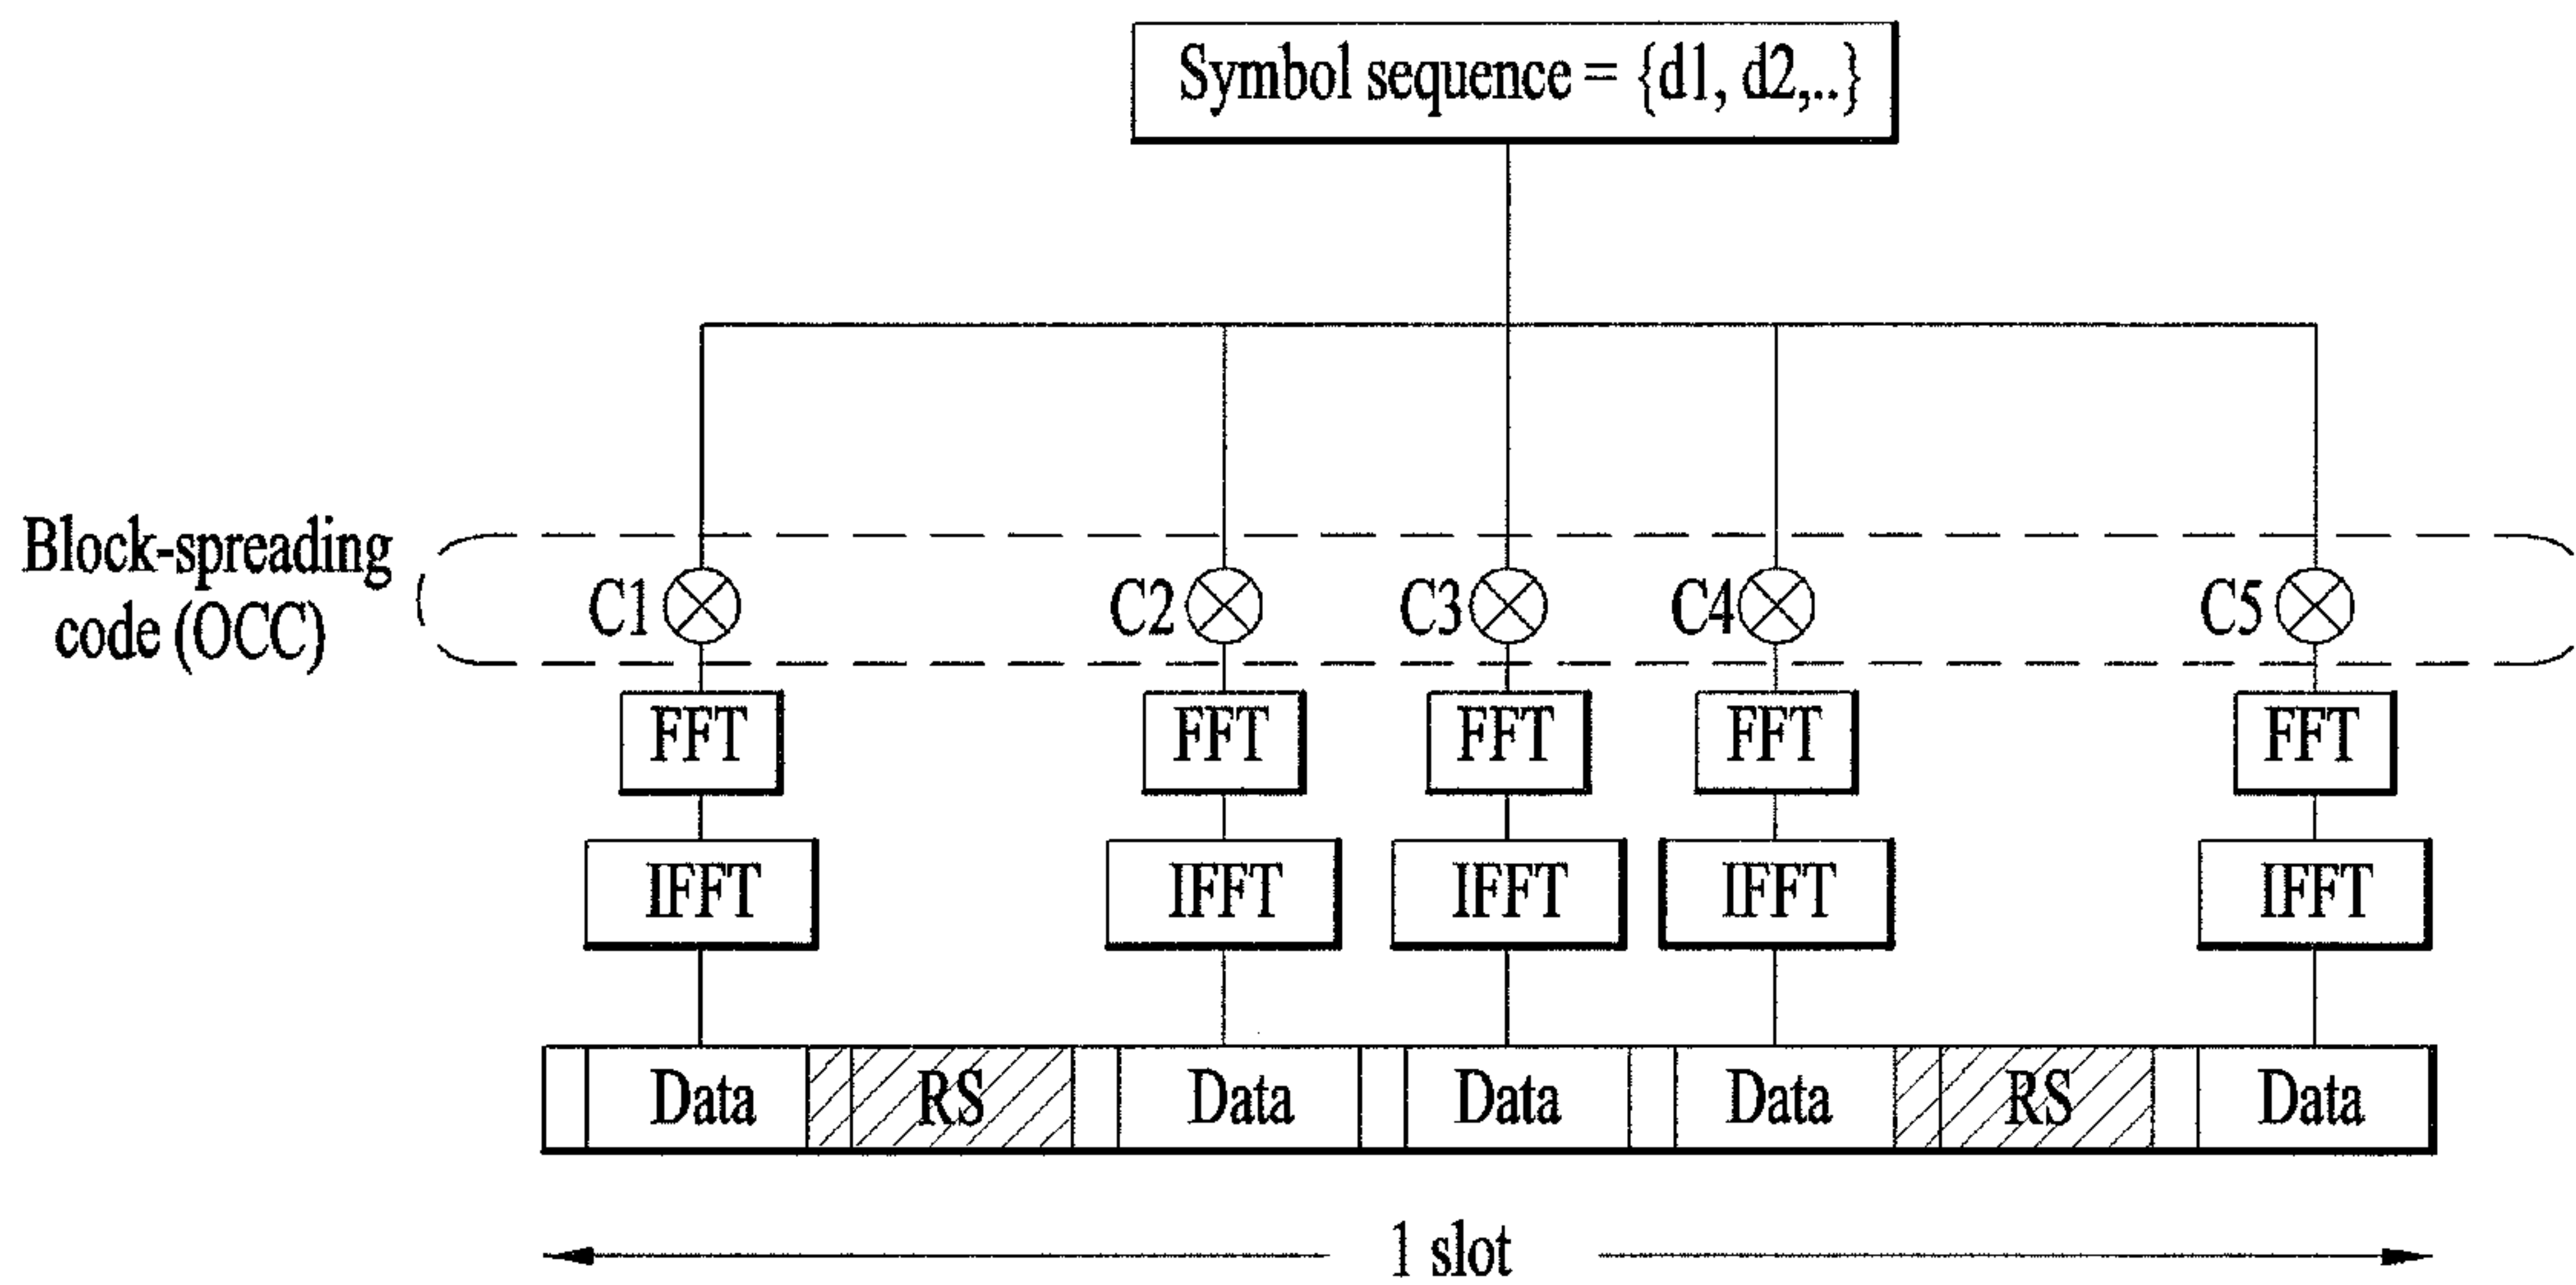 Symbol sequence = {d1, d2,..}
Block-spreading
code (OCC)
C1
C2
C3
C4
C5
FFT
FFT
FFT
FFT
FFT
IFFT
IFFT
IFFT
IFFT
IFFT
Data
RS
Data
Data
Data
RS
Data
1 slot